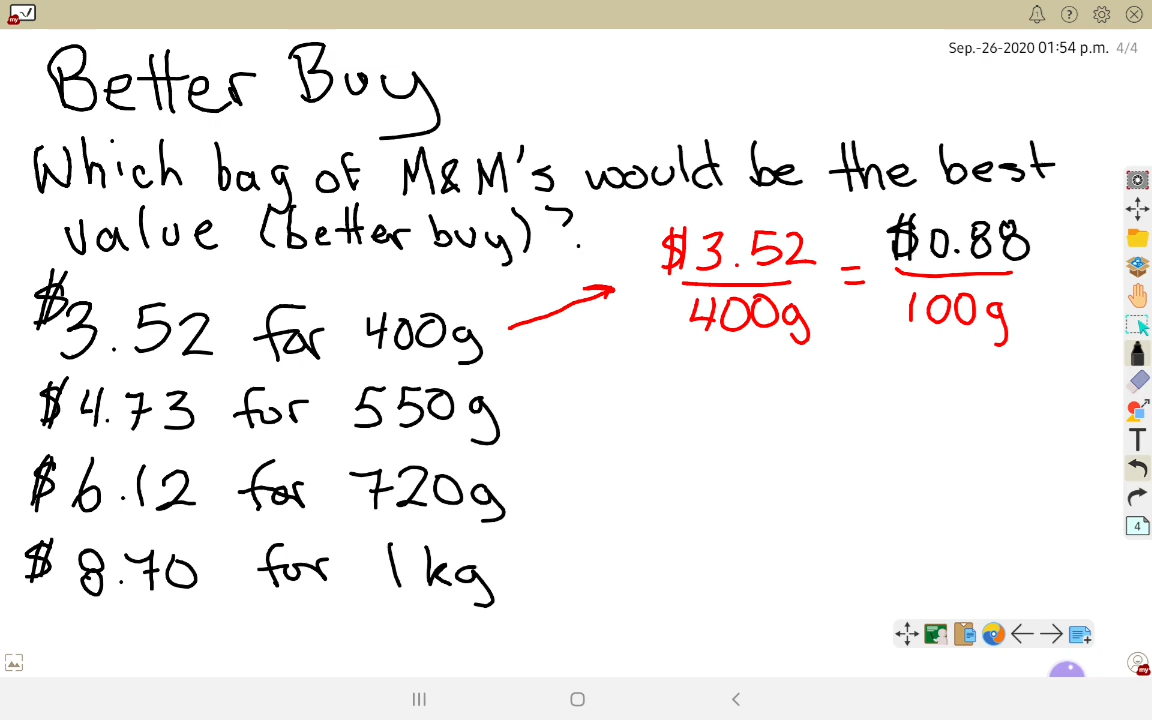 Sep.-26-2020 01:54 p.m. 4/4
Better Buy
Which bag of M&M's would be the best
value (better buy)?
$3.52 for 400g
$3.52 = $0.88
400g 100g
$4.73 for 550g
$6.12 for 720g
$8.70 for 1kg
T
4